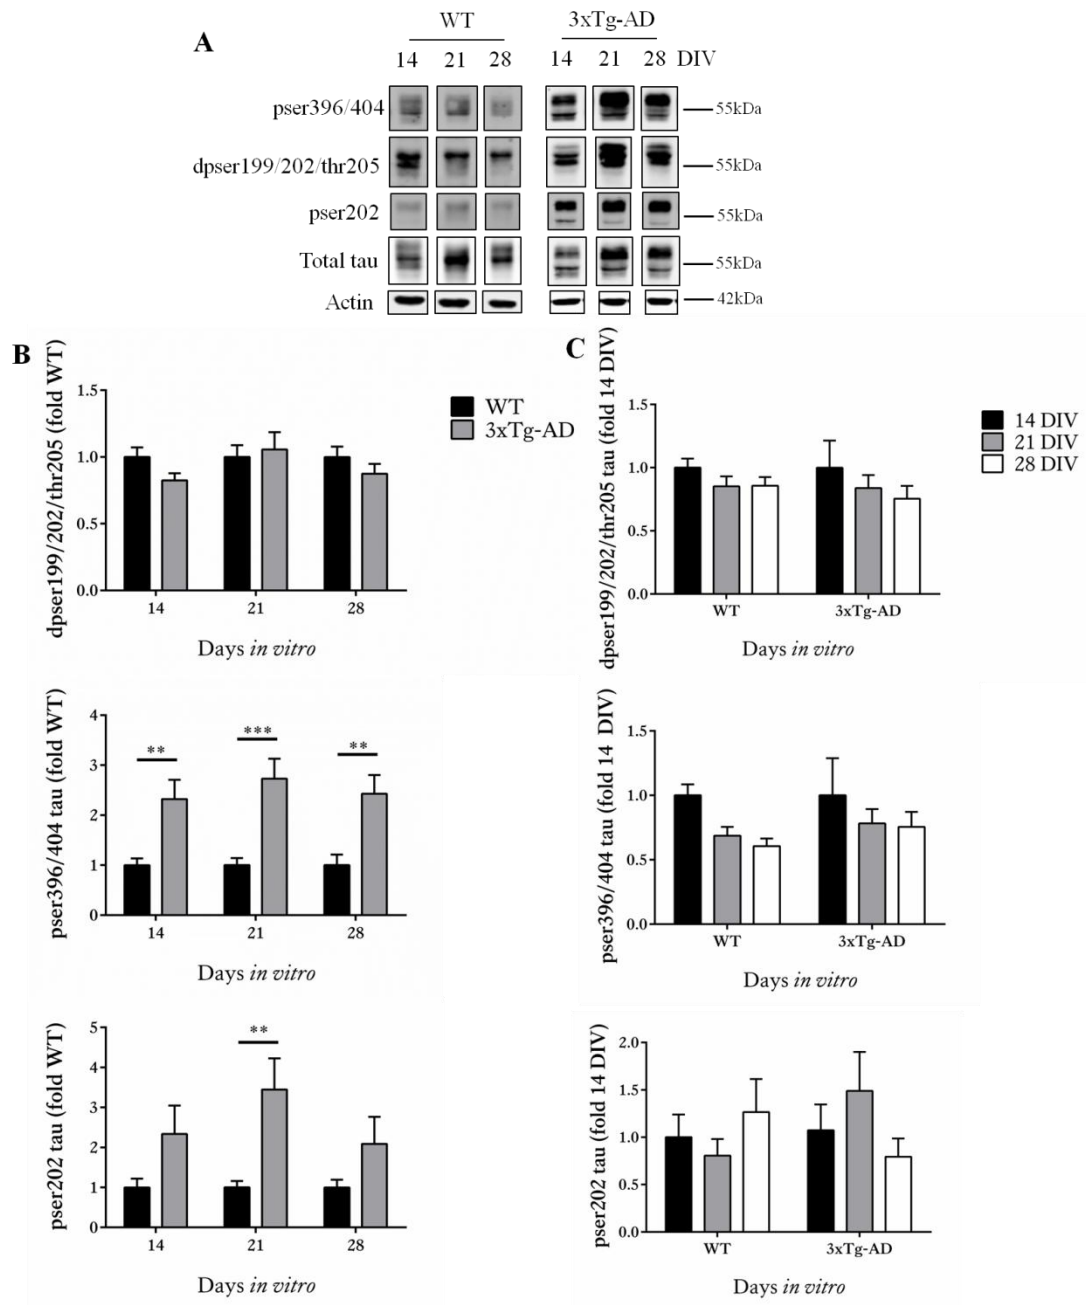 A
WT 3xTg-AD
14 21 28 14 21 28 DIV
pser396/404 55kDa
dpser199/202/thr205 55kDa
pser202 55kDa
Total tau 55kDa
Actin 42kDa
B
dpser199/202/thr205 (fold WT)
1.5
1.0
0.5
0.0
14 21 28
Days in vitro
WT
3xTg-AD
pser396/404 tau (fold WT)
4
3
2
1
0
** *** **
14 21 28
Days in vitro
pser202 tau (fold WT)
5
4
3
2
1
0
**
14 21 28
Days in vitro
C
dpser199/202/thr205 tau (fold 14 DIV)
1.5
1.0
0.5
0.0
WT 3xTg-AD
Days in vitro
14 DIV
21 DIV
28 DIV
pser396/404 tau (fold 14 DIV)
1.5
1.0
0.5
0.0
WT 3xTg-AD
Days in vitro
pser202 tau (fold 14 DIV)
2.0
1.5
1.0
0.5
0.0
WT 3xTg-AD
Days in vitro